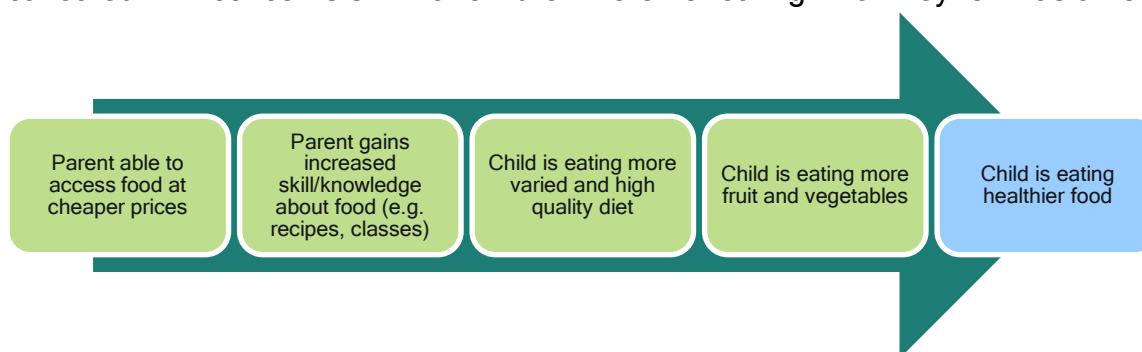 Parent able to
access food at
cheaper prices
Parent gains
increased
skill/knowledge
about food (e.g.
recipes, classes)
Child is eating more
varied and high
quality diet
Child is eating more
fruit and vegetables
Child is eating
healthier food